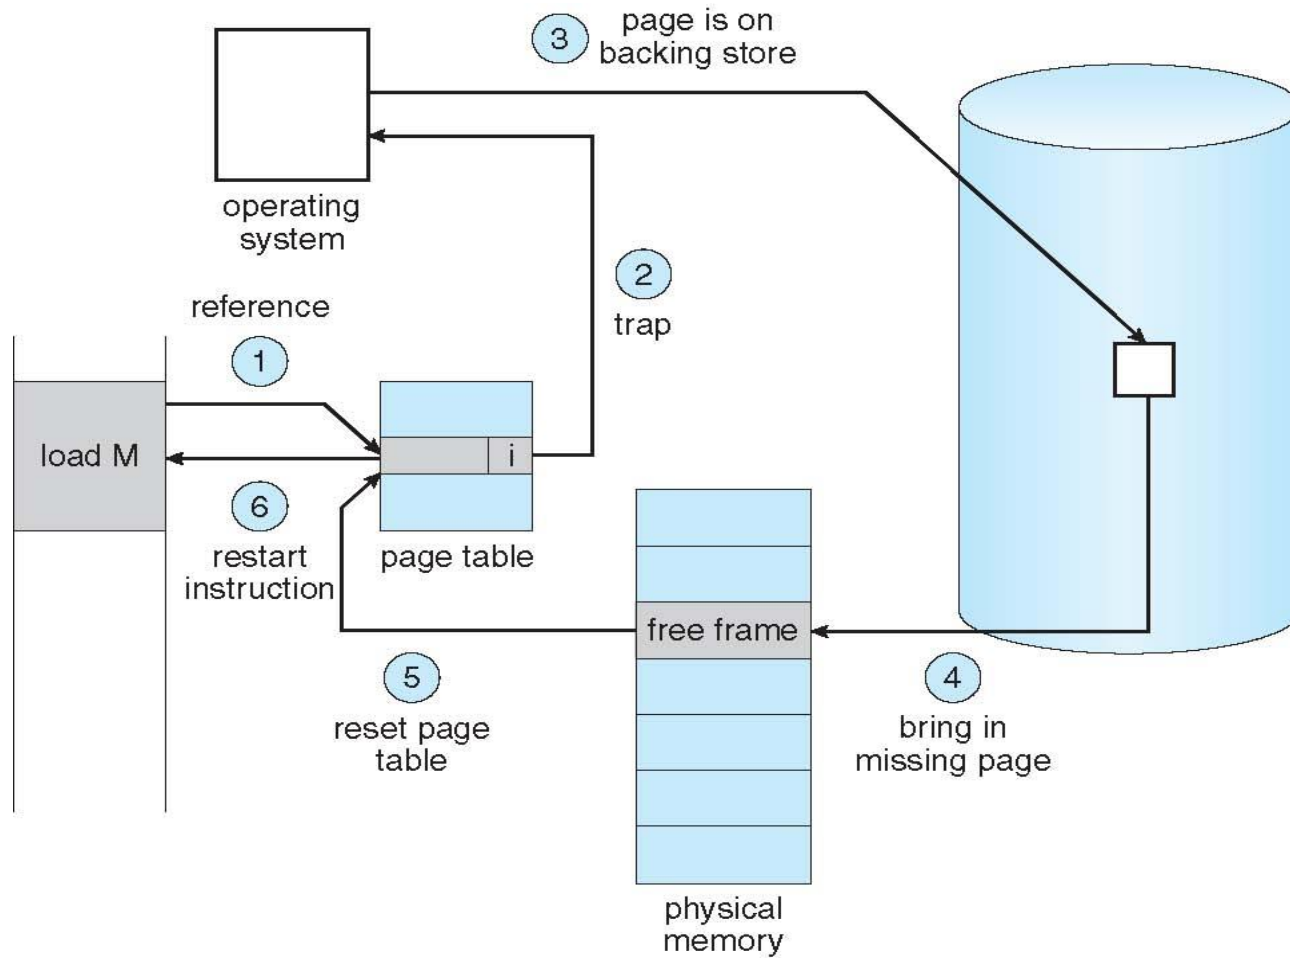 3
page is on
backing store
operating
system
2
trap
reference
1
load M
i
6
restart
instruction
page table
free frame
5
reset page
table
4
bring in
missing page
physical
memory